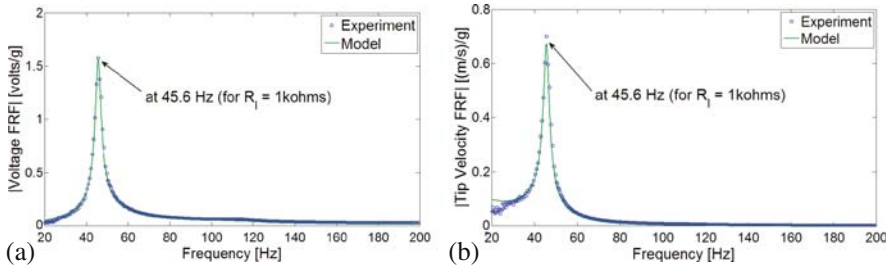 2
1.5
1
0.5
0
20 40 60 80 100 120 140 160 180 200
|Voltage FRF| [volts/g]
Frequency [Hz]
Experiment
Model
at 45.6 Hz (for R_l = 1kohms)
(a)
0.8
0.6
0.4
0.2
0
20 40 60 80 100 120 140 160 180 200
|Tip Velocity FRF| [(m/s)/g]
Frequency [Hz]
Experiment
Model
at 45.6 Hz (for R_l = 1kohms)
(b)